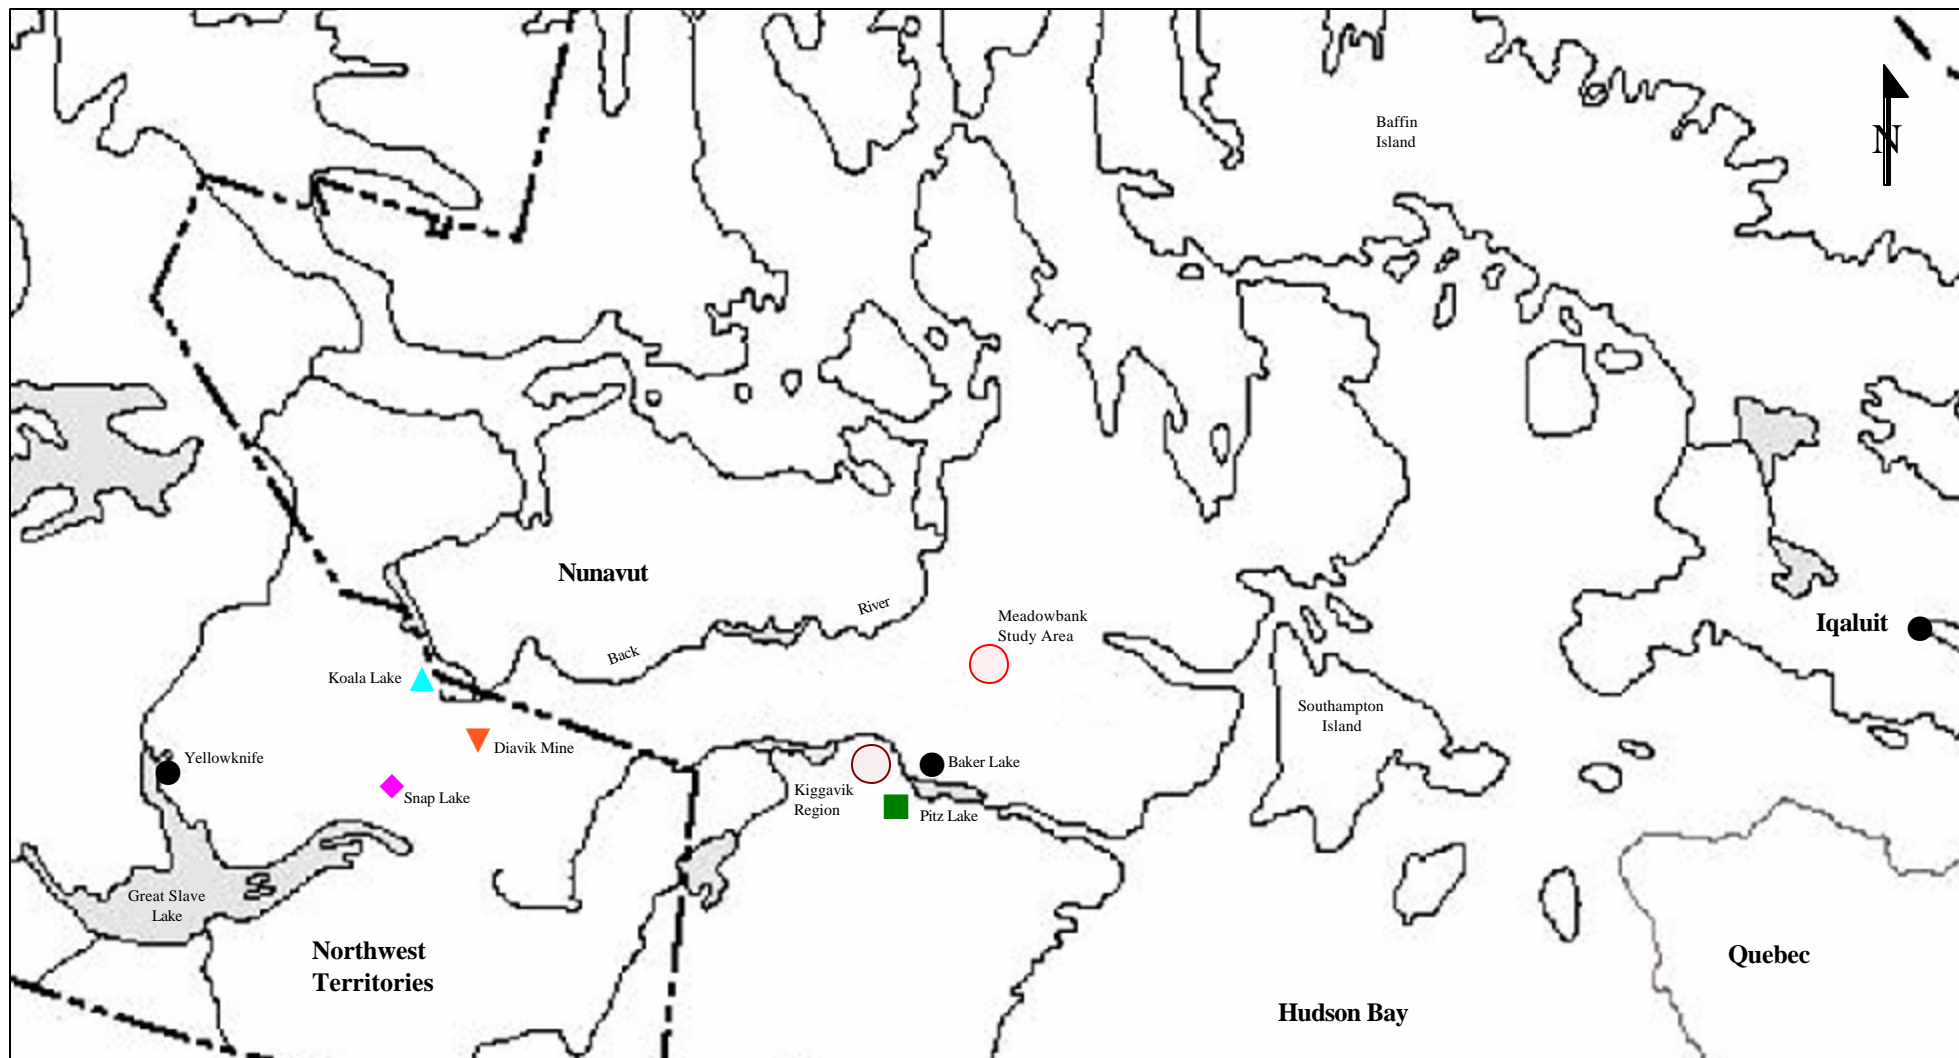 Baffin
Island
N
Nunavut
River
Back
Meadowbank
Study Area
Iqaluit
Koala Lake
Southampton
Island
Diavik Mine
Yellowknife
Baker Lake
Snap Lake
Kiggavik
Region
Pitz Lake
Great Slave
Lake
Northwest
Territories
Quebec
Hudson Bay